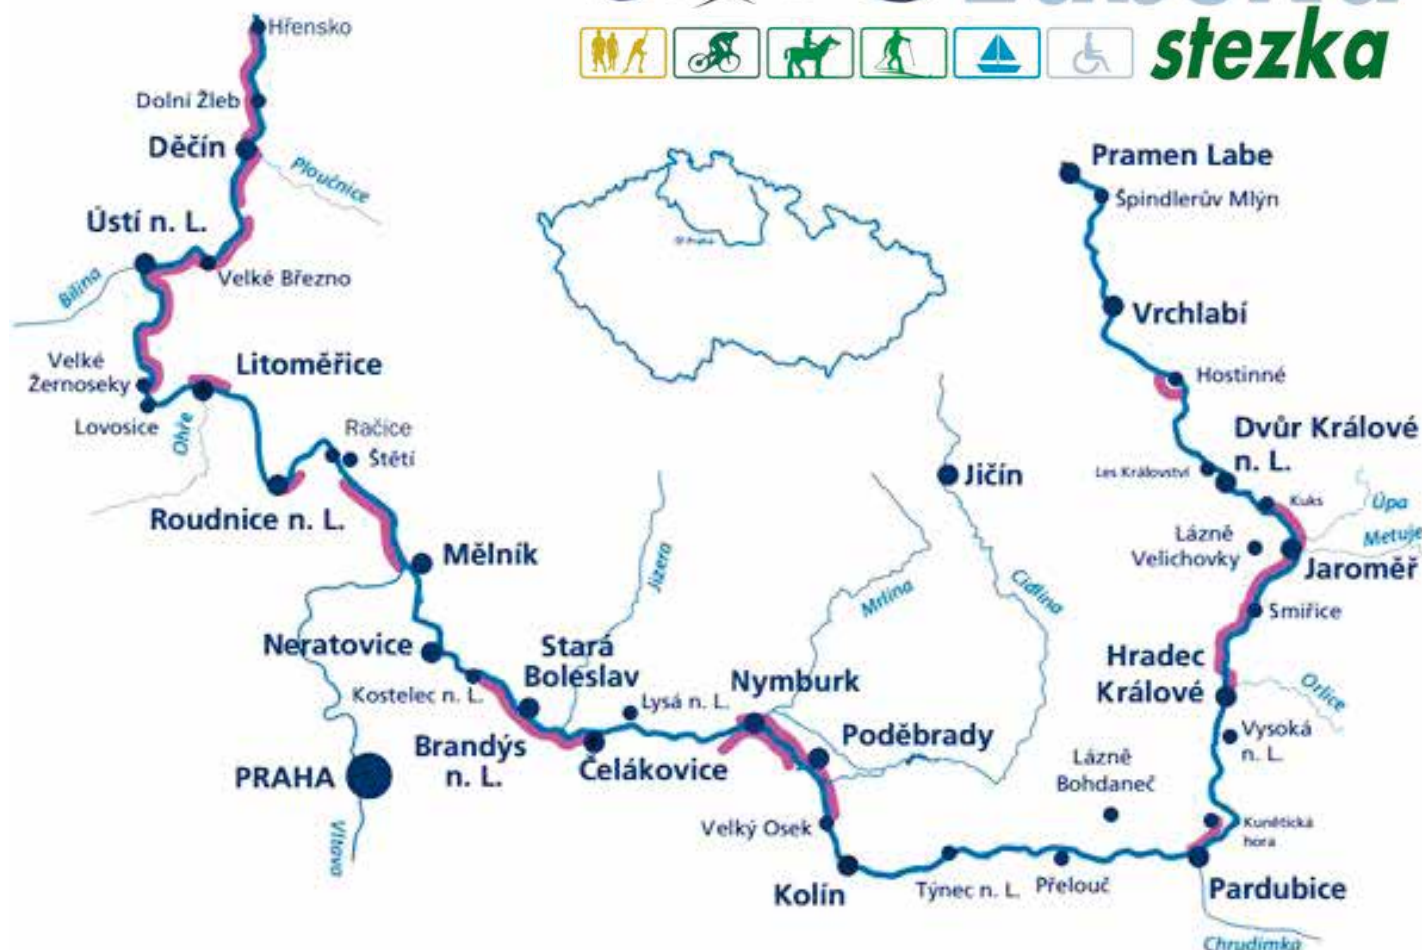 stezka
Hřensko
Dolní Žleb
Děčín
Ploučnice
Ústí n. L.
Bílina
Velké Březno
Velké
Žernoseky
Litoměřice
Lovosice
Ohře
Račice
Štětí
Roudnice n. L.
Mělník
Neratovice
Kostelec n. L.
Stará
Boleslav
Jizera
Lysá n. L.
Brandýs
n. L.
Čelákovice
PRAHA
Vltava
Nymburk
Mrlina
Jičín
Cidlina
Poděbrady
Velký Osek
Kolín
Týnec n. L.
Přelouč
Lázně
Bohdaneč
Pramen Labe
Špindlerův Mlýn
Vrchlabí
Hostinné
Dvůr Králové
n. L.
Les Království
Kuks
Úpa
Metuje
Lázně
Velichovky
Jaroměř
Smiřice
Hradec
Králové
Orlice
Vysoká
n. L.
Kunětická
hora
Pardubice
Chrudimka